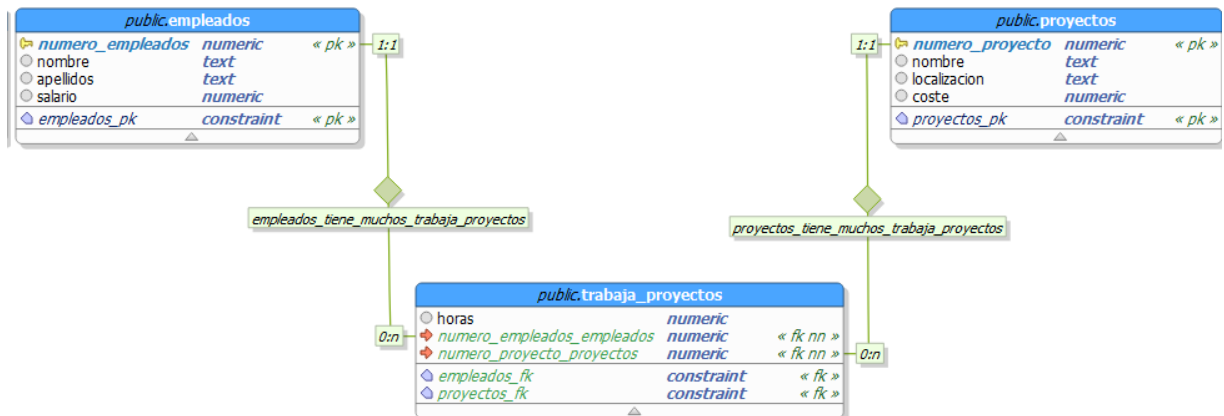 public.empleados
numero_empleados numeric « pk »
nombre text
apellidos text
salario numeric
empleados_pk constraint « pk »
1:1
public.proyectos
numero_proyecto numeric « pk »
nombre text
localizacion text
coste numeric
proyectos_pk constraint « pk »
1:1
empleados_tiene_muchos_trabaja_proyectos
proyectos_tiene_muchos_trabaja_proyectos
public.trabaja_proyectos
horas numeric
numero_empleados_empleados numeric « fk nn »
numero_proyecto_proyectos numeric « fk nn »
empleados_fk constraint « fk »
proyectos_fk constraint « fk »
0:n
0:n